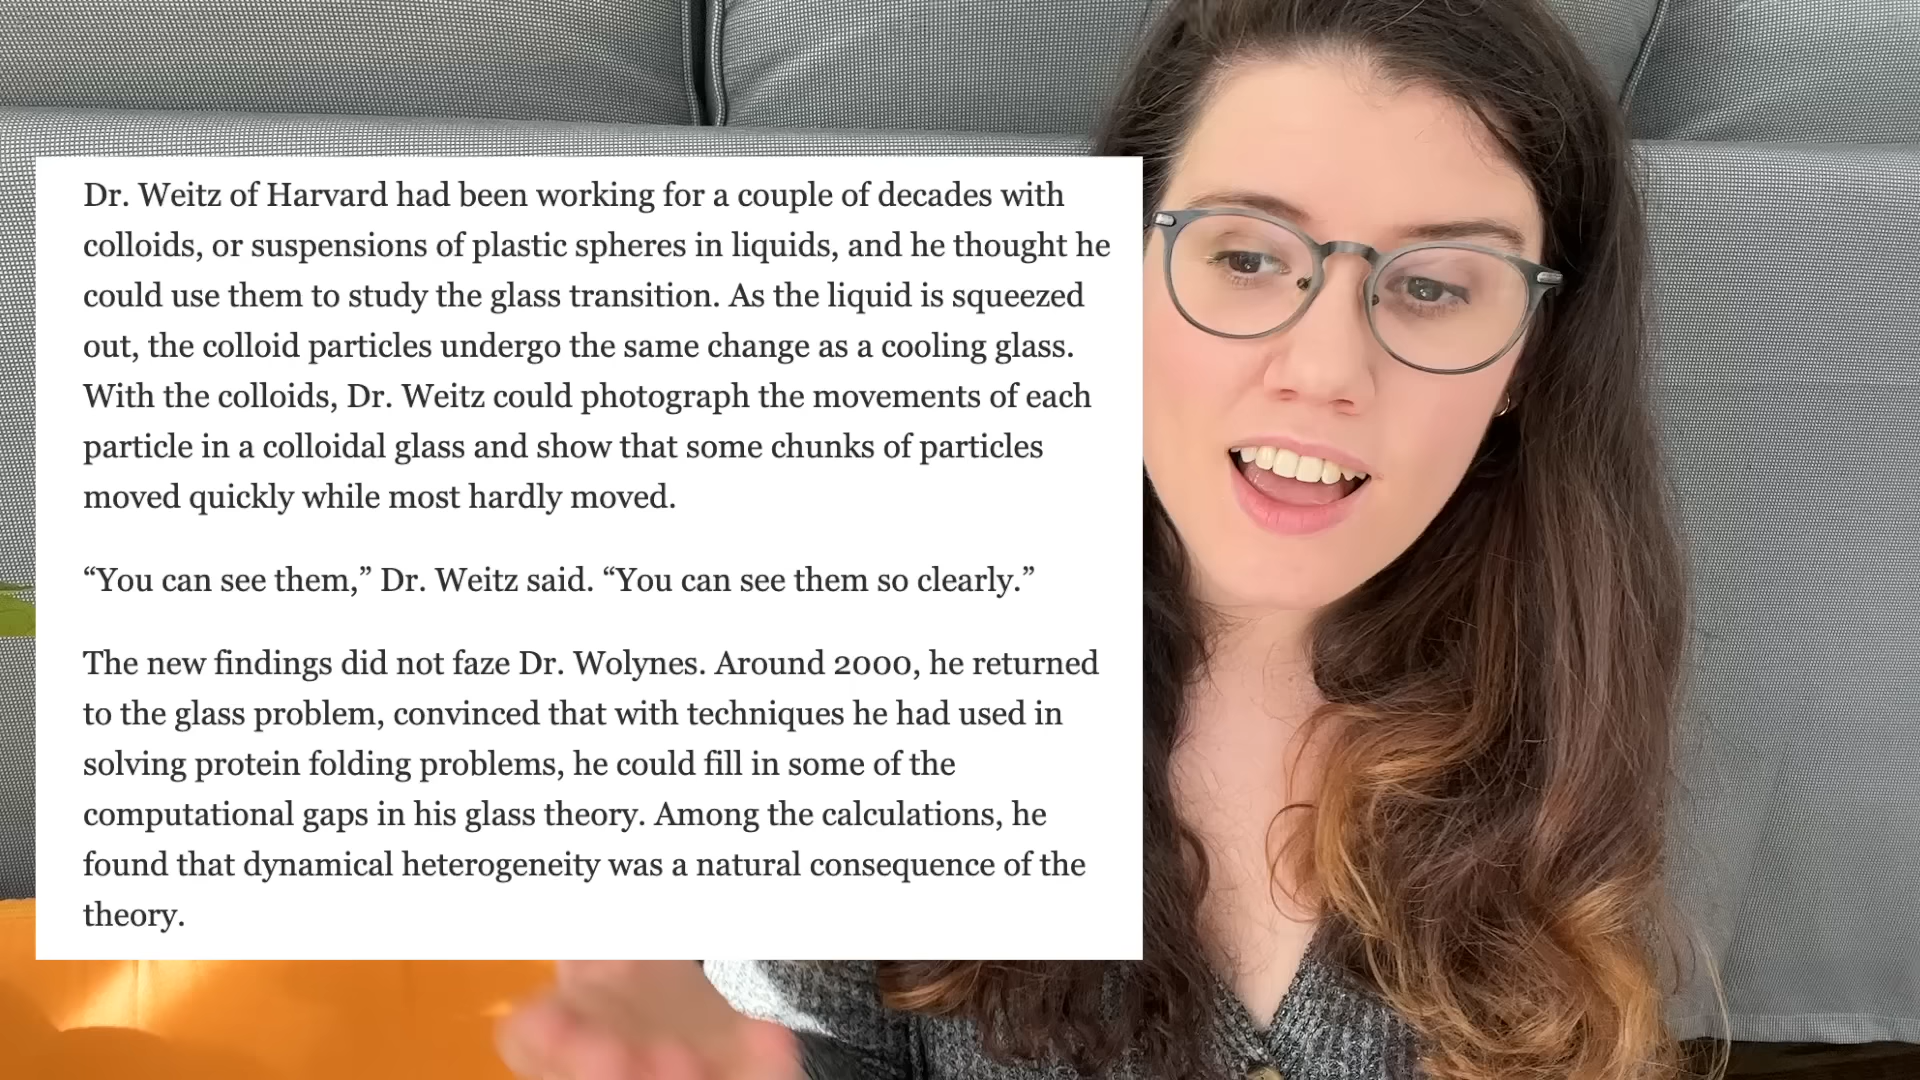 Dr. Weitz of Harvard had been working for a couple of decades with
colloids, or suspensions of plastic spheres in liquids, and he thought he
could use them to study the glass transition. As the liquid is squeezed
out, the colloid particles undergo the same change as a cooling glass.
With the colloids, Dr. Weitz could photograph the movements of each
particle in a colloidal glass and show that some chunks of particles
moved quickly while most hardly moved.
“You can see them,” Dr. Weitz said. “You can see them so clearly.”
The new findings did not faze Dr. Wolynes. Around 2000, he returned
to the glass problem, convinced that with techniques he had used in
solving protein folding problems, he could fill in some of the
computational gaps in his glass theory. Among the calculations, he
found that dynamical heterogeneity was a natural consequence of the
theory.